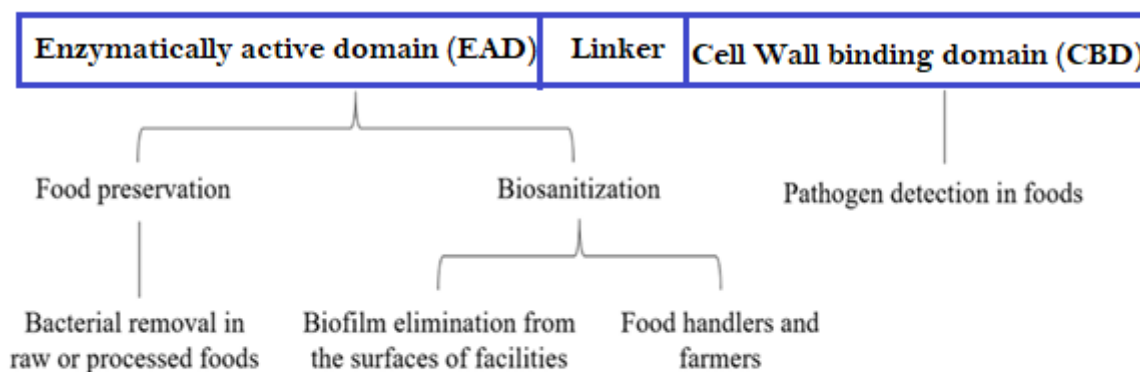 Enzymatically active domain (EAD) Linker Cell Wall binding domain (CBD)
Food preservation Biosanitization Pathogen detection in foods
Bacterial removal in
raw or processed foods
Biofilm elimination from
the surfaces of facilities
Food handlers and
farmers